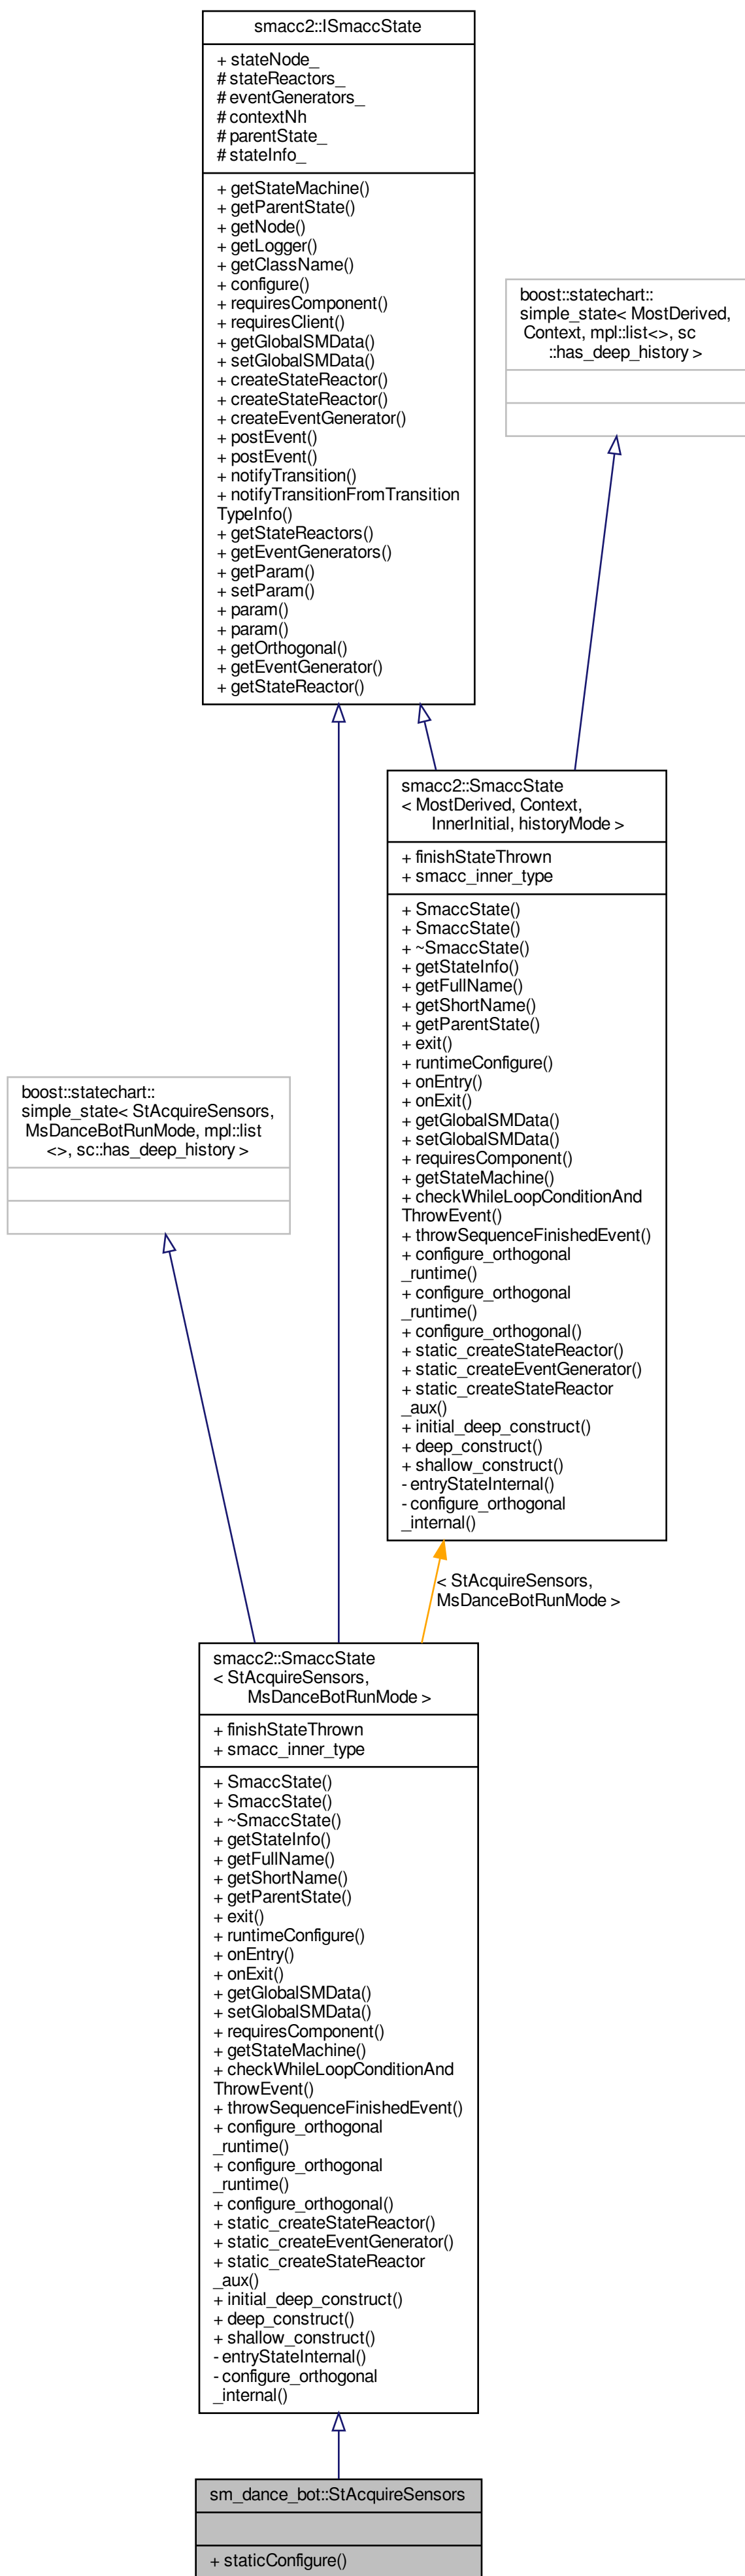 smacc2::ISmaccState
+ stateNode_
# stateReactors_
# eventGenerators_
# contextNh
# parentState_
# stateInfo_
+ getStateMachine()
+ getParentState()
+ getNode()
+ getLogger()
+ getClassName()
+ configure()
+ requiresComponent()
+ requiresClient()
+ getGlobalSMData()
+ setGlobalSMData()
+ createStateReactor()
+ createStateReactor()
+ createEventGenerator()
+ postEvent()
+ postEvent()
+ notifyTransition()
+ notifyTransitionFromTransition
TypeInfo()
+ getStateReactors()
+ getEventGenerators()
+ getParam()
+ setParam()
+ param()
+ param()
+ getOrthogonal()
+ getEventGenerator()
+ getStateReactor()
boost::statechart::
simple_state< MostDerived,
Context, mpl::list<>, sc
::has_deep_history >
smacc2::SmaccState
< MostDerived, Context,
InnerInitial, historyMode >
+ finishStateThrown
+ smacc_inner_type
+ SmaccState()
+ SmaccState()
+ ~SmaccState()
+ getStateInfo()
+ getFullName()
+ getShortName()
+ getParentState()
+ exit()
+ runtimeConfigure()
+ onEntry()
+ onExit()
+ getGlobalSMData()
+ setGlobalSMData()
+ requiresComponent()
+ getStateMachine()
+ checkWhileLoopConditionAnd
ThrowEvent()
+ throwSequenceFinishedEvent()
+ configure_orthogonal
_runtime()
+ configure_orthogonal
_runtime()
+ configure_orthogonal()
+ static_createStateReactor()
+ static_createEventGenerator()
+ static_createStateReactor
_aux()
+ initial_deep_construct()
+ deep_construct()
+ shallow_construct()
- entryStateInternal()
- configure_orthogonal
_internal()
boost::statechart::
simple_state< StAcquireSensors,
MsDanceBotRunMode, mpl::list
<>, sc::has_deep_history >
< StAcquireSensors,
MsDanceBotRunMode >
smacc2::SmaccState
< StAcquireSensors,
MsDanceBotRunMode >
+ finishStateThrown
+ smacc_inner_type
+ SmaccState()
+ SmaccState()
+ ~SmaccState()
+ getStateInfo()
+ getFullName()
+ getShortName()
+ getParentState()
+ exit()
+ runtimeConfigure()
+ onEntry()
+ onExit()
+ getGlobalSMData()
+ setGlobalSMData()
+ requiresComponent()
+ getStateMachine()
+ checkWhileLoopConditionAnd
ThrowEvent()
+ throwSequenceFinishedEvent()
+ configure_orthogonal
_runtime()
+ configure_orthogonal
_runtime()
+ configure_orthogonal()
+ static_createStateReactor()
+ static_createEventGenerator()
+ static_createStateReactor
_aux()
+ initial_deep_construct()
+ deep_construct()
+ shallow_construct()
- entryStateInternal()
- configure_orthogonal
_internal()
sm_dance_bot::StAcquireSensors
+ staticConfigure()